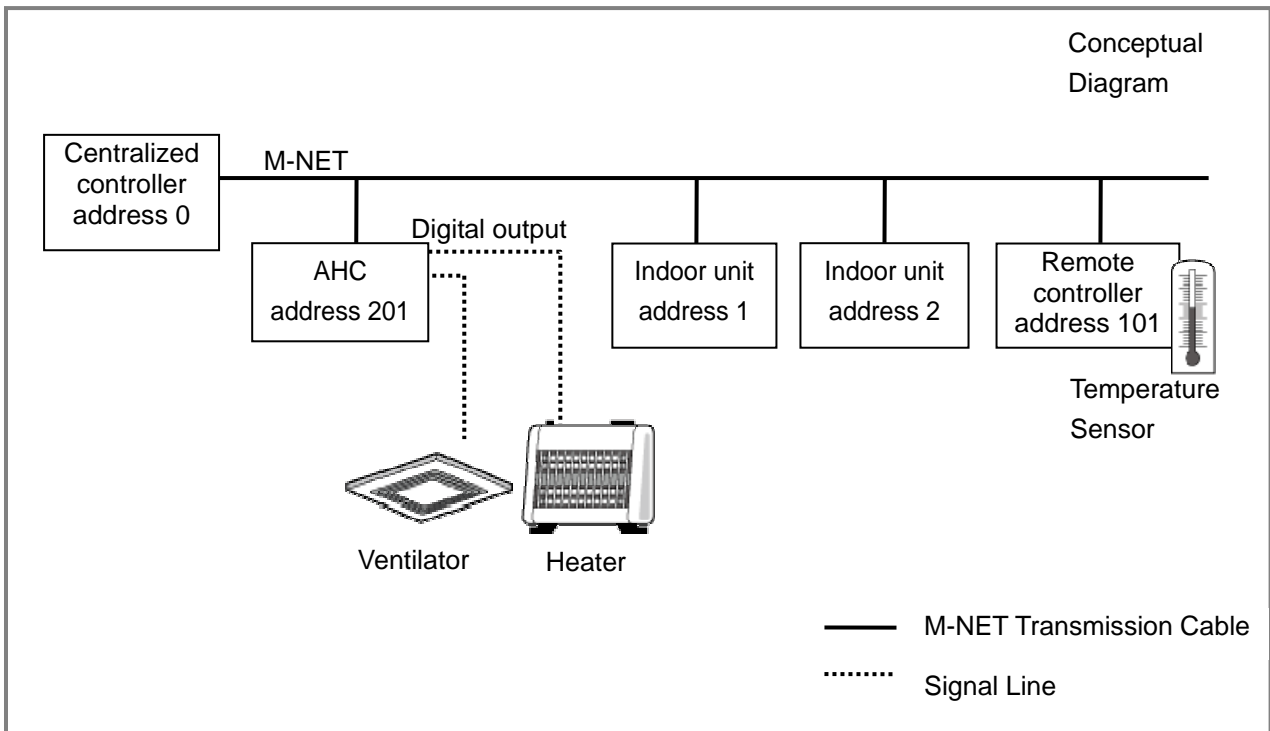 Conceptual
Diagram
Centralized
controller
address 0
M-NET
Digital output
AHC
address 201
Indoor unit
address 1
Indoor unit
address 2
Remote
controller
address 101
Temperature
Sensor
Ventilator
Heater
M-NET Transmission Cable
Signal Line